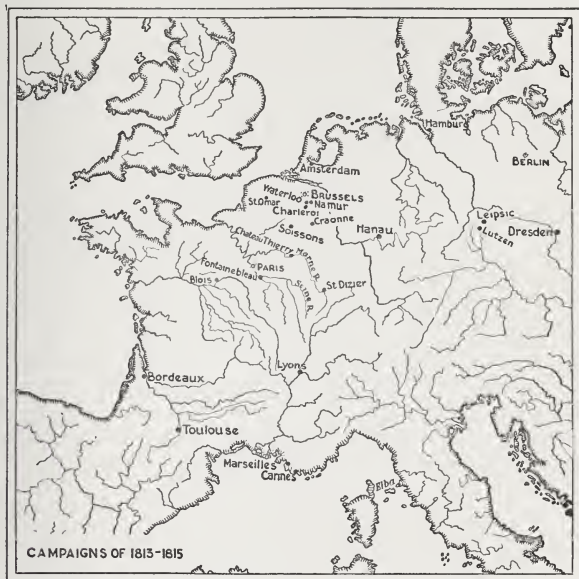 Hamburg
BERLIN
Amsterdam
Waterloo
BRUSSELS
St.Omar
Namur
Charleroi
Craonne
Leipsic
Lutzen
Dresden
Hanau
Soissons
Chateau Thierry
Marne R.
PARIS
Fontainebleau
Blois
Seine R.
St Dizier
Lyons
Bordeaux
Toulouse
Marseilles
Cannes
Elba
CAMPAIGNS OF 1813-1815